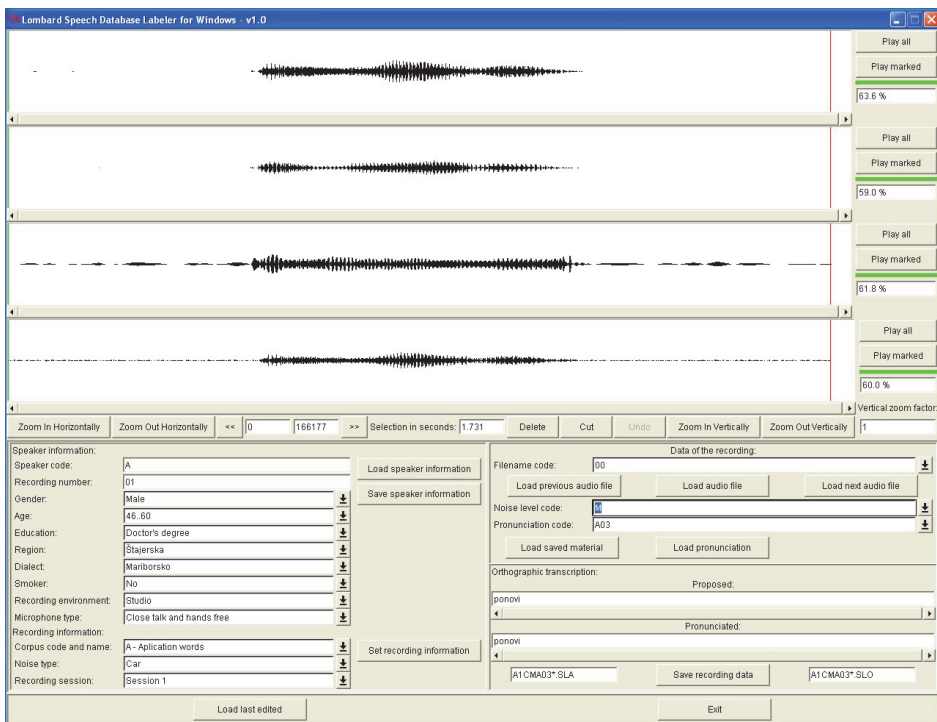 Lombard Speech Database Labeler for Windows - v1.0
Play all
Play marked
63.6 %
Play all
Play marked
59.0 %
Play all
Play marked
61.8 %
Play all
Play marked
60.0 %
Vertical zoom factor:
Zoom In Horizontally Zoom Out Horizontally << 0 166177 >> Selection in seconds: 1.731 Delete Cut Undo Zoom In Vertically Zoom Out Vertically 1
Speaker information:
Speaker code: A
Recording number: 01
Gender: Male
Age: 46..60
Education: Doctor's degree
Region: Štajerska
Dialect: Mariborsko
Smoker: No
Recording environment: Studio
Microphone type: Close talk and hands free
Load speaker information
Save speaker information
Recording information:
Corpus code and name: A - Aplication words
Noise type: Car
Recording session: Session 1
Set recording information
Data of the recording:
Filename code: 00
Load previous audio file Load audio file Load next audio file
Noise level code: M
Pronunciation code: A03
Load saved material Load pronunciation
Orthographic transcription:
Proposed:
ponovi
Pronunciated:
ponovi
A1CMA03*.SLA Save recording data A1CMA03*.SLO
Load last edited Exit